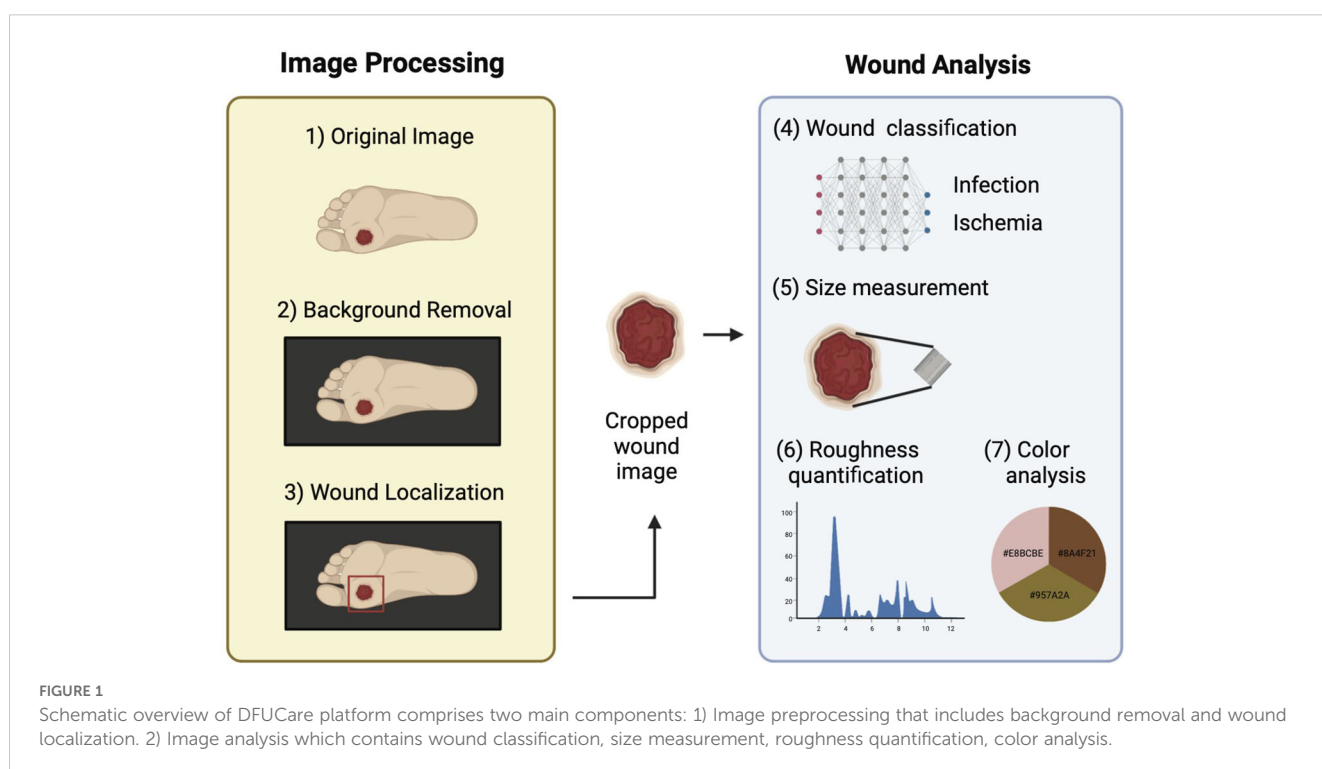 Image Processing
1) Original Image
2) Background Removal
3) Wound Localization
Cropped
wound
image
Wound Analysis
(4) Wound classification
Infection
Ischemia
(5) Size measurement
(6) Roughness
quantification
100
80
60
40
20
0
2 4 6 8 10 12
(7) Color
analysis
#E8BCBE
#8A4F21
#957A2A
FIGURE 1
Schematic overview of DFUCare platform comprises two main components: 1) Image preprocessing that includes background removal and wound
localization. 2) Image analysis which contains wound classification, size measurement, roughness quantification, color analysis.